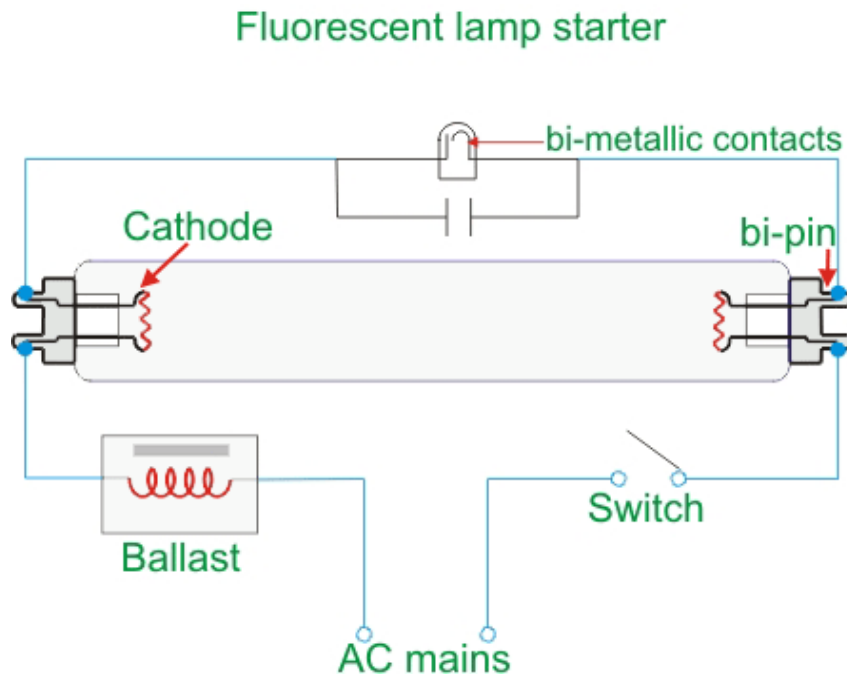 Fluorescent lamp starter
bi-metallic contacts
Cathode
bi-pin
Switch
Ballast
AC mains